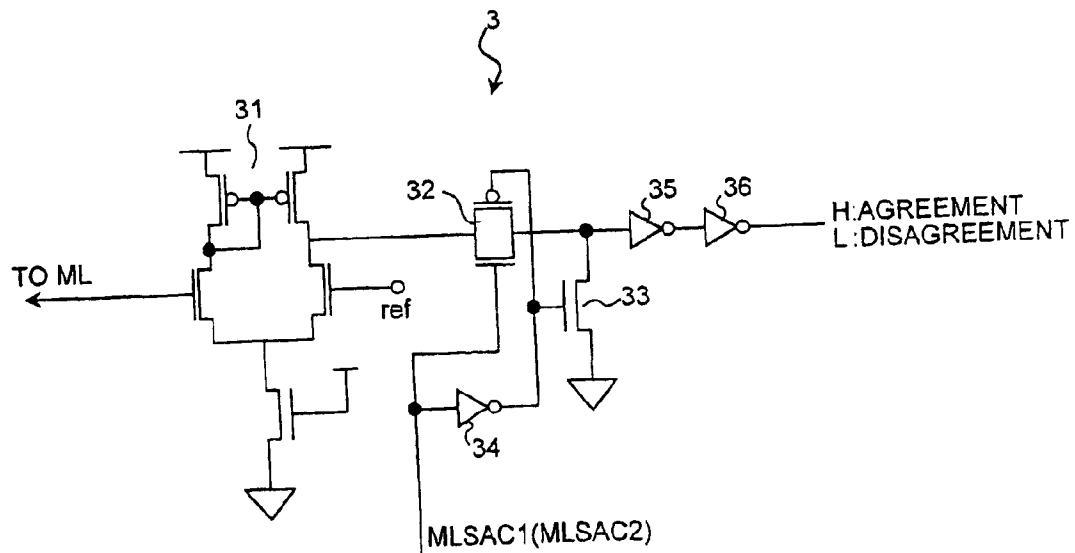 3
31
32
35
36
H:AGREEMENT
L:DISAGREEMENT
TO ML
ref
33
34
MLSAC1(MLSAC2)